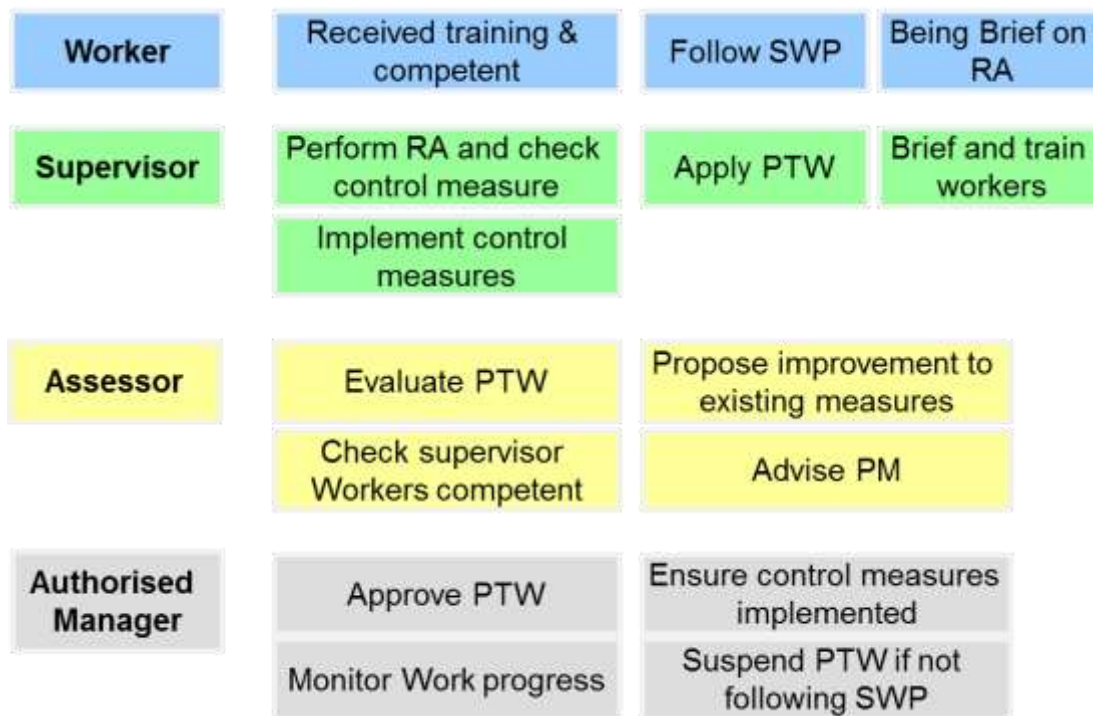 Worker
Received training &
competent
Follow SWP
Being Brief on
RA
Supervisor
Perform RA and check
control measure
Apply PTW
Brief and train
workers
Implement control
measures
Assessor
Evaluate PTW
Propose improvement to
existing measures
Check supervisor
Workers competent
Advise PM
Authorised
Manager
Approve PTW
Ensure control measures
implemented
Monitor Work progress
Suspend PTW if not
following SWP